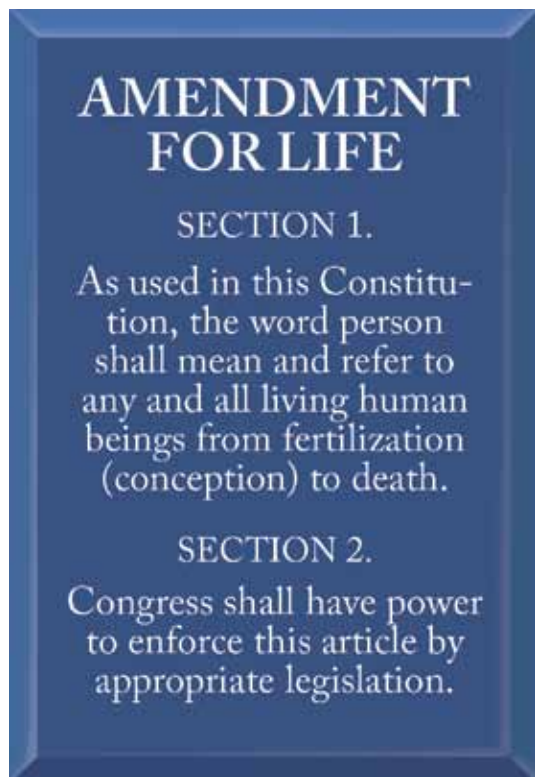 AMENDMENT
FOR LIFE
SECTION 1.
As used in this Constitu-
tion, the word person
shall mean and refer to
any and all living human
beings from fertilization
(conception) to death.
SECTION 2.
Congress shall have power
to enforce this article by
appropriate legislation.